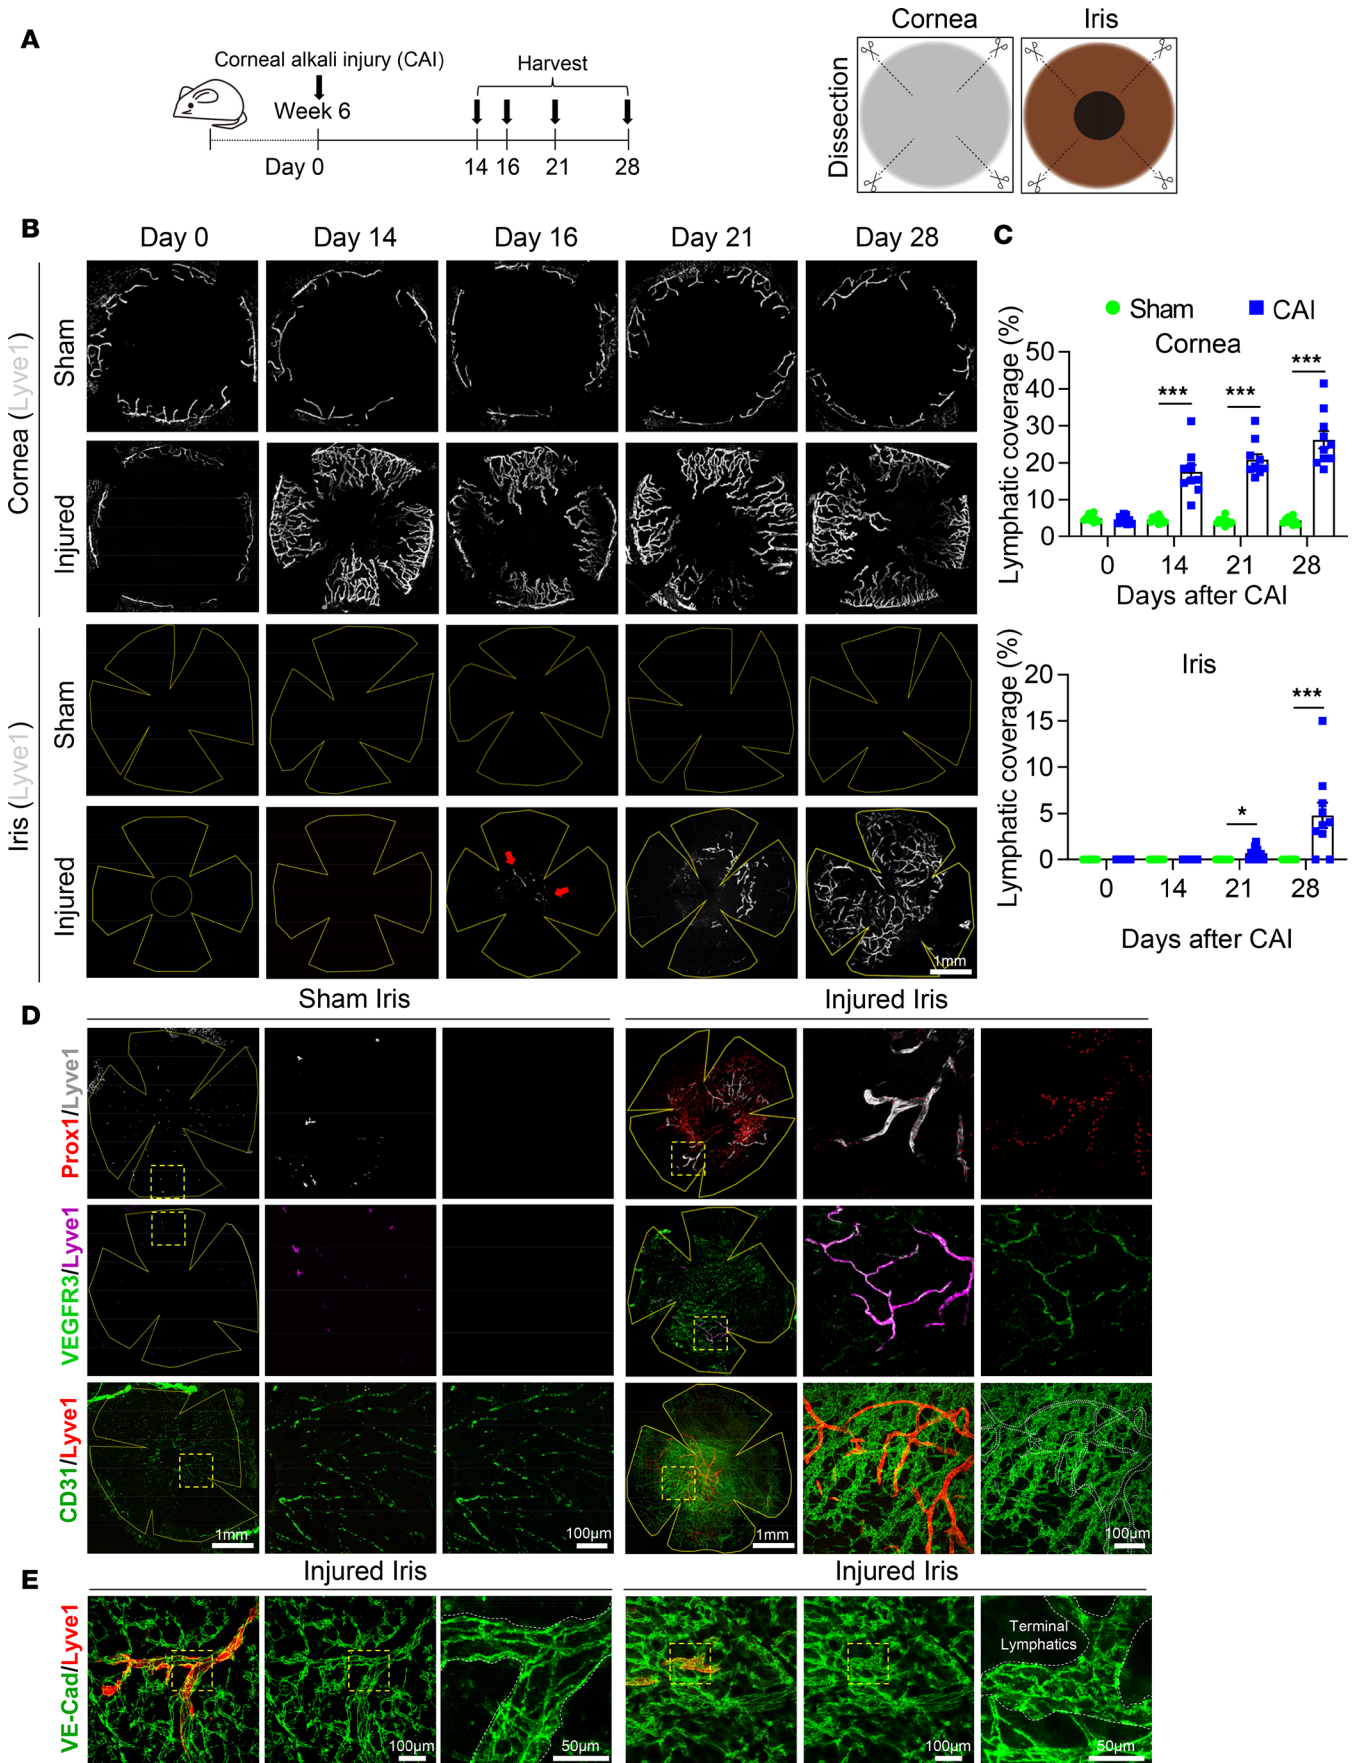 A
Corneal alkali injury (CAI)
Harvest
Week 6
Day 0
14 16 21 28
Cornea
Iris
Dissection
B
Day 0 Day 14 Day 16 Day 21 Day 28
Cornea (Lyve1)
Sham
Injured
Iris (Lyve1)
Sham
Injured
1mm
C
Sham CAI
Cornea
Lymphatic coverage (%)
50
40
30
20
10
0
***
***
***
0 14 21 28
Days after CAI
Iris
Lymphatic coverage (%)
20
15
10
5
0
*
***
0 14 21 28
Days after CAI
D
Sham Iris
Injured Iris
Prox1/Lyve1
VEGFR3/Lyve1
CD31/Lyve1
1mm
100µm
1mm
100µm
E
Injured Iris
Injured Iris
VE-Cad/Lyve1
100µm
50µm
100µm
Terminal
Lymphatics
50µm